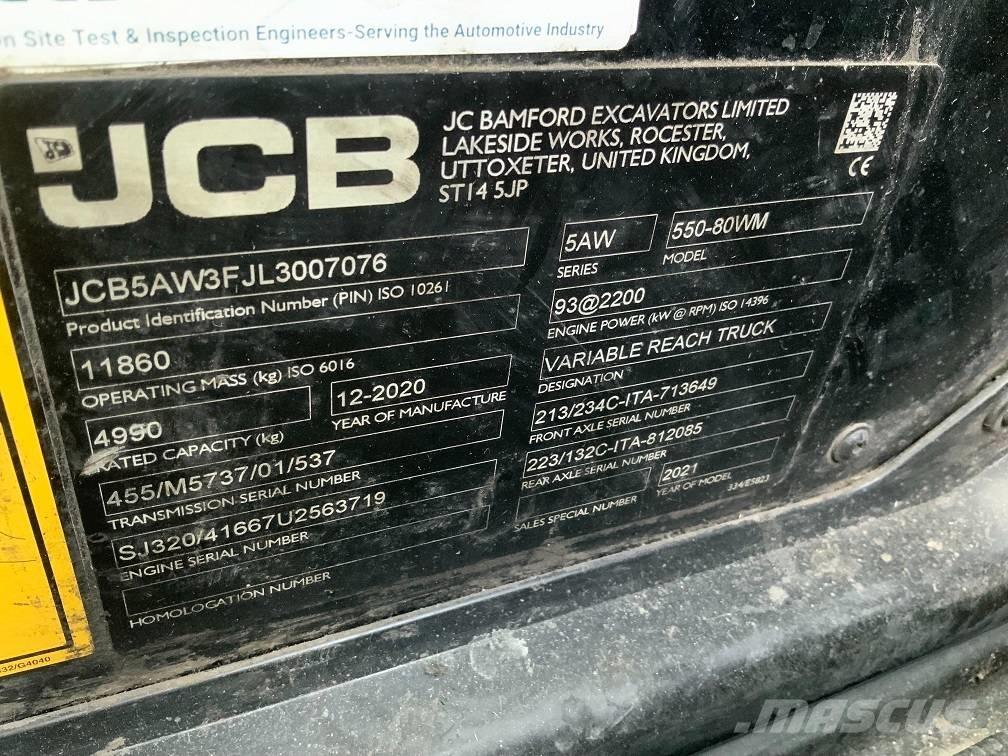 n Site Test & Inspection Engineers-Serving the Automotive Industry
JCB
JCB
JC BAMFORD EXCAVATORS LIMITED
LAKESIDE WORKS, ROCESTER,
UTTOXETER, UNITED KINGDOM,
ST14 5JP
CE
JCB5AW3FJL3007076
Product Identification Number (PIN) ISO 10261
5AW
SERIES
550-80WM
MODEL
11860
OPERATING MASS (kg) ISO 6016
93@2200
ENGINE POWER (kW @ RPM) ISO 14396
4990
RATED CAPACITY (kg)
12-2020
YEAR OF MANUFACTURE
VARIABLE REACH TRUCK
DESIGNATION
455/M5737/01/537
TRANSMISSION SERIAL NUMBER
213/234C-ITA-713649
FRONT AXLE SERIAL NUMBER
SJ320/41667U2563719
ENGINE SERIAL NUMBER
223/132C-ITA-812085
REAR AXLE SERIAL NUMBER
HOMOLOGATION NUMBER
SALES SPECIAL NUMBER
2021
YEAR OF MODEL
334/E5823
32/G4040
MASCUS